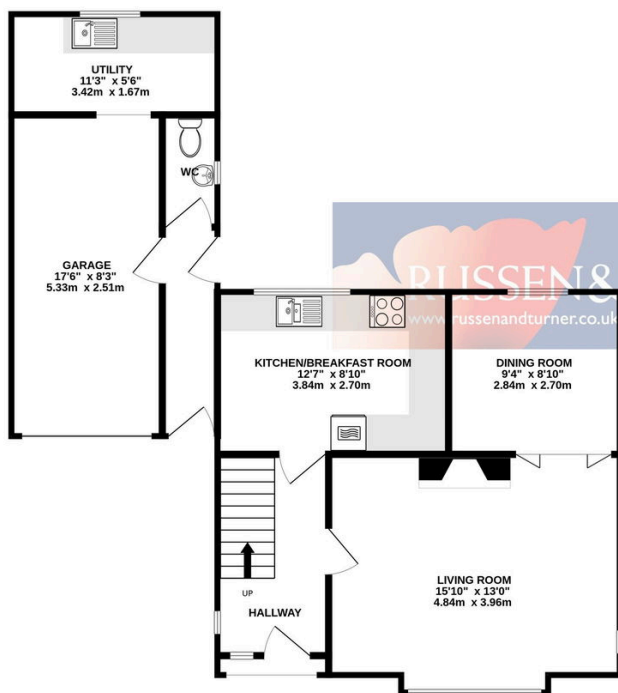 UTILITY
11'3" x 5'6"
3.42m x 1.67m
WC
GARAGE
17'6" x 8'3"
5.33m x 2.51m
RUSSEN&
www.russenandturner.co.uk
KITCHEN/BREAKFAST ROOM
12'7" x 8'10"
3.84m x 2.70m
DINING ROOM
9'4" x 8'10"
2.84m x 2.70m
LIVING ROOM
15'10" x 13'0"
4.84m x 3.96m
UP
HALLWAY